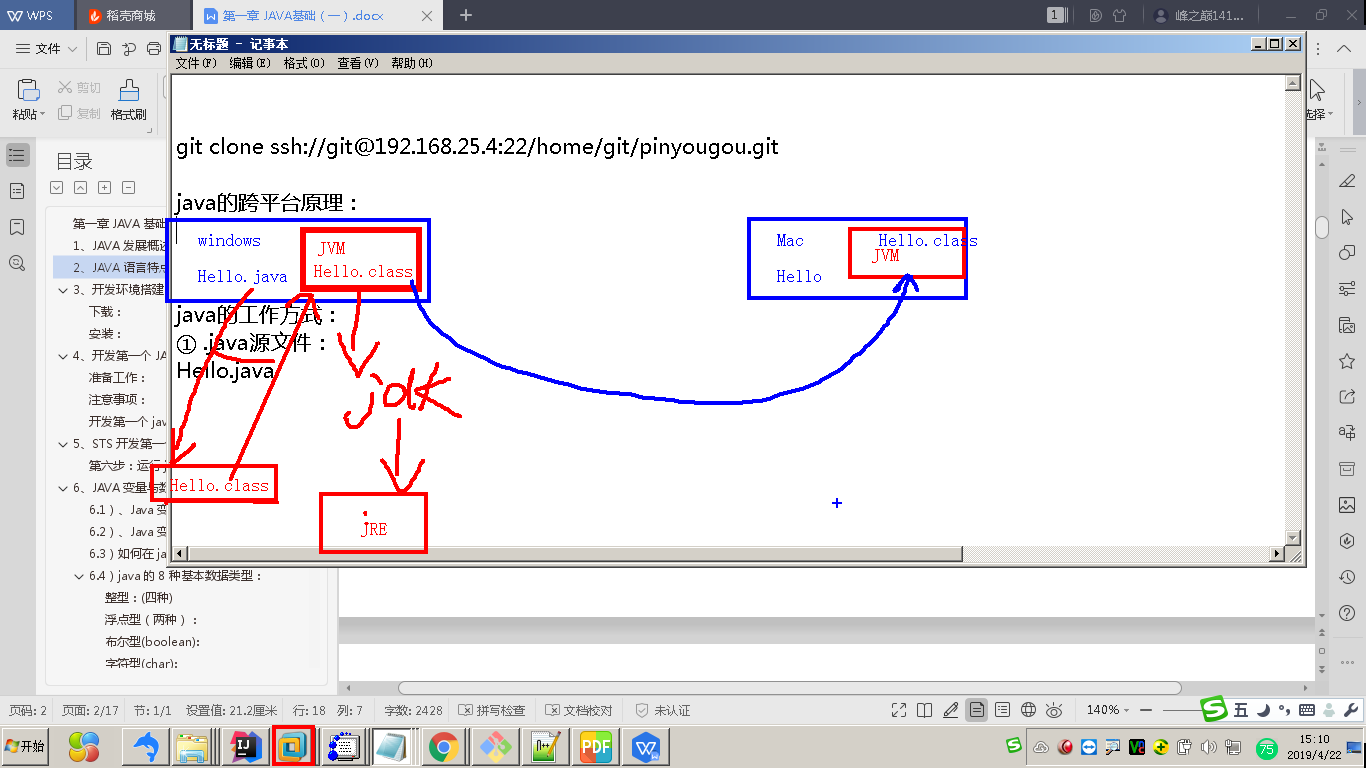 WPS
稻壳商城
第一章 JAVA基础（一）.docx
1
峰之巅141...
文件
无标题 - 记事本
文件(F) 编辑(E) 格式(O) 查看(V) 帮助(H)
粘贴
剪切
复制
格式刷
选择
git clone ssh://git@192.168.25.4:22/home/git/pinyougou.git
java的跨平台原理：
windows
JVM
Hello.java
Hello.class
Mac
Hello.class
JVM
Hello
java的工作方式：
① .java源文件：
Hello.java
jdk
Hello.class
jRE
目录
第一章 JAVA 基础
1、JAVA 发展概述
2、JAVA 语言特点
3、开发环境搭建
下载：
安装：
4、开发第一个 JA
准备工作：
注意事项：
开发第一个 jav
5、STS 开发第一
第六步：运行 j
6、JAVA 变量与数
6.1）、Java 变
6.2）、Java 变
6.3）如何在 ja
6.4）java 的 8 种基本数据类型：
整型：(四种)
浮点型（两种）：
布尔型(boolean):
字符型(char):
页码: 2 页面: 2/17 节: 1/1 设置值: 21.2厘米 行: 18 列: 7 字数: 2428 拼写检查 文档校对 未认证
140%
五
开始
PDF
75
15:10
2019/4/22